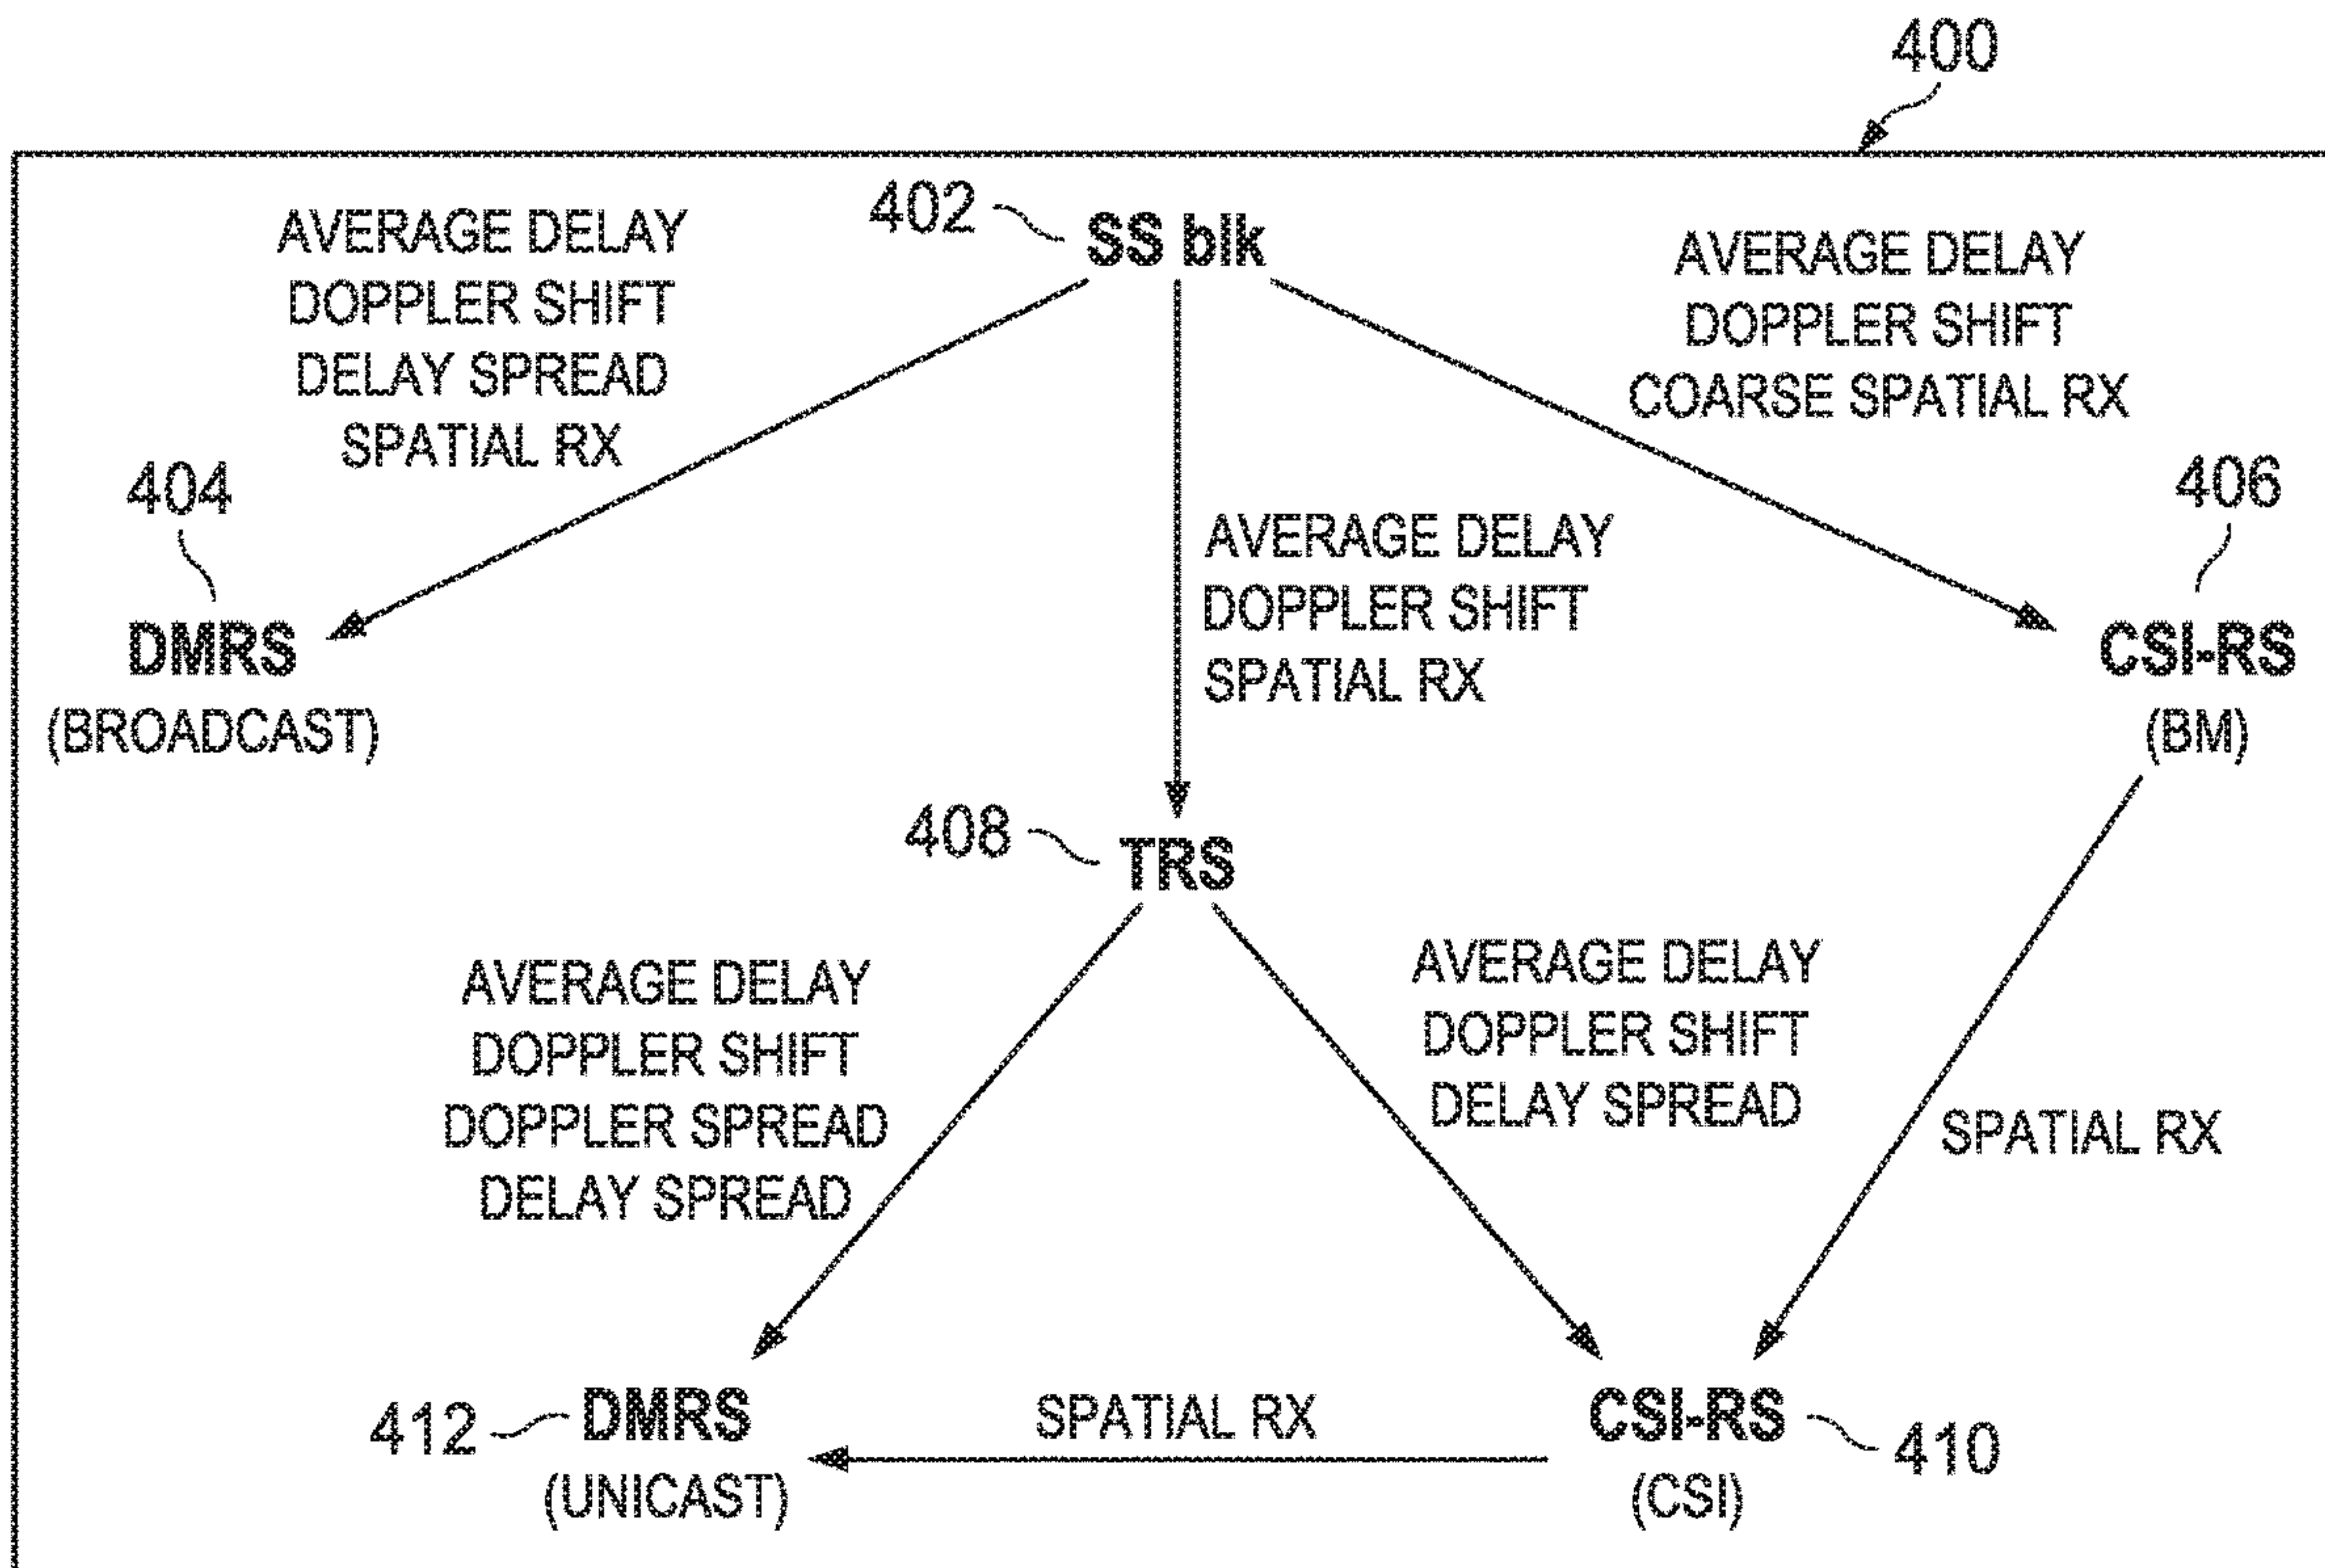 400
402
SS blk
AVERAGE DELAY
DOPPLER SHIFT
DELAY SPREAD
SPATIAL RX
AVERAGE DELAY
DOPPLER SHIFT
COARSE SPATIAL RX
404
DMRS
(BROADCAST)
AVERAGE DELAY
DOPPLER SHIFT
SPATIAL RX
406
CSI-RS
(BM)
408
TRS
AVERAGE DELAY
DOPPLER SHIFT
DOPPLER SPREAD
DELAY SPREAD
AVERAGE DELAY
DOPPLER SHIFT
DELAY SPREAD
SPATIAL RX
412
DMRS
(UNICAST)
SPATIAL RX
CSI-RS
(CSI)
410